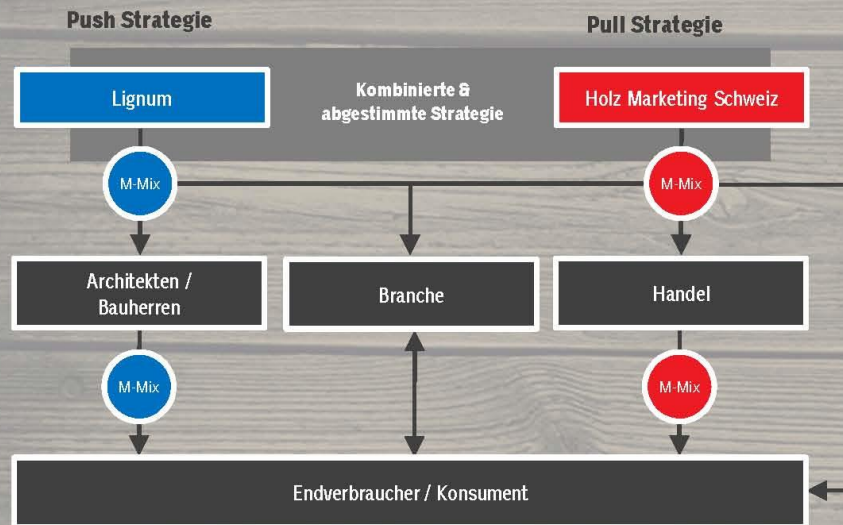 Push Strategie
Pull Strategie
Lignum
Kombinierte &
abgestimmte Strategie
Holz Marketing Schweiz
M-Mix
M-Mix
Architekten /
Bauherren
Branche
Handel
M-Mix
M-Mix
Endverbraucher / Konsument